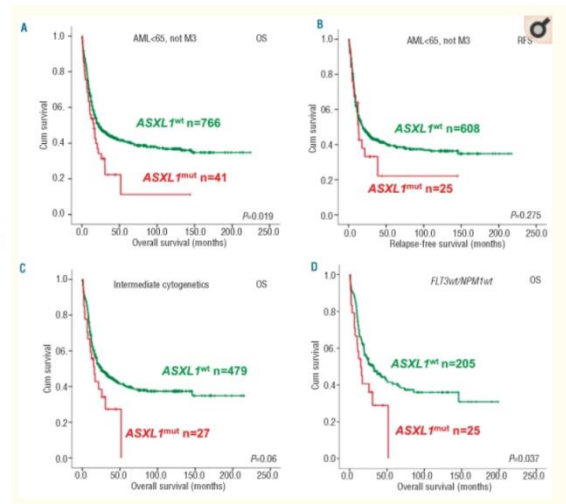 A
AML<65, not M3
OS
1.0
0.8
06.
0.4
0.2
0.0
Cum survival
ASXL1wt n=766
ASXL1mut n=41
P=0.019
0.0 50.0 100.0 150.0 200.0 250.0
Overall survival (months)
B
AML<65, not M3
RFS
1.0
0.8
06.
0.4
0.2
0.0
Cum survival
ASXL1wt n=608
ASXL1mut n=25
P=0.275
0.0 50.0 100.0 150.0 200.0 250.0
Relapse-free survival (months)
C
Intermediate cytogenetics
OS
1.0
0.8
06.
0.4
0.2
0.0
Cum survival
ASXL1wt n=479
ASXL1mut n=27
P=0.06
0.0 50.0 100.0 150.0 200.0 250.0
Overall survival (months)
D
FLT3wt/NPM1wt
OS
1.0
0.8
06.
0.4
0.2
0.0
Cum survival
ASXL1wt n=205
ASXL1mut n=25
P=0.037
0.0 50.0 100.0 150.0 200.0 250.0
Overall survival (months)